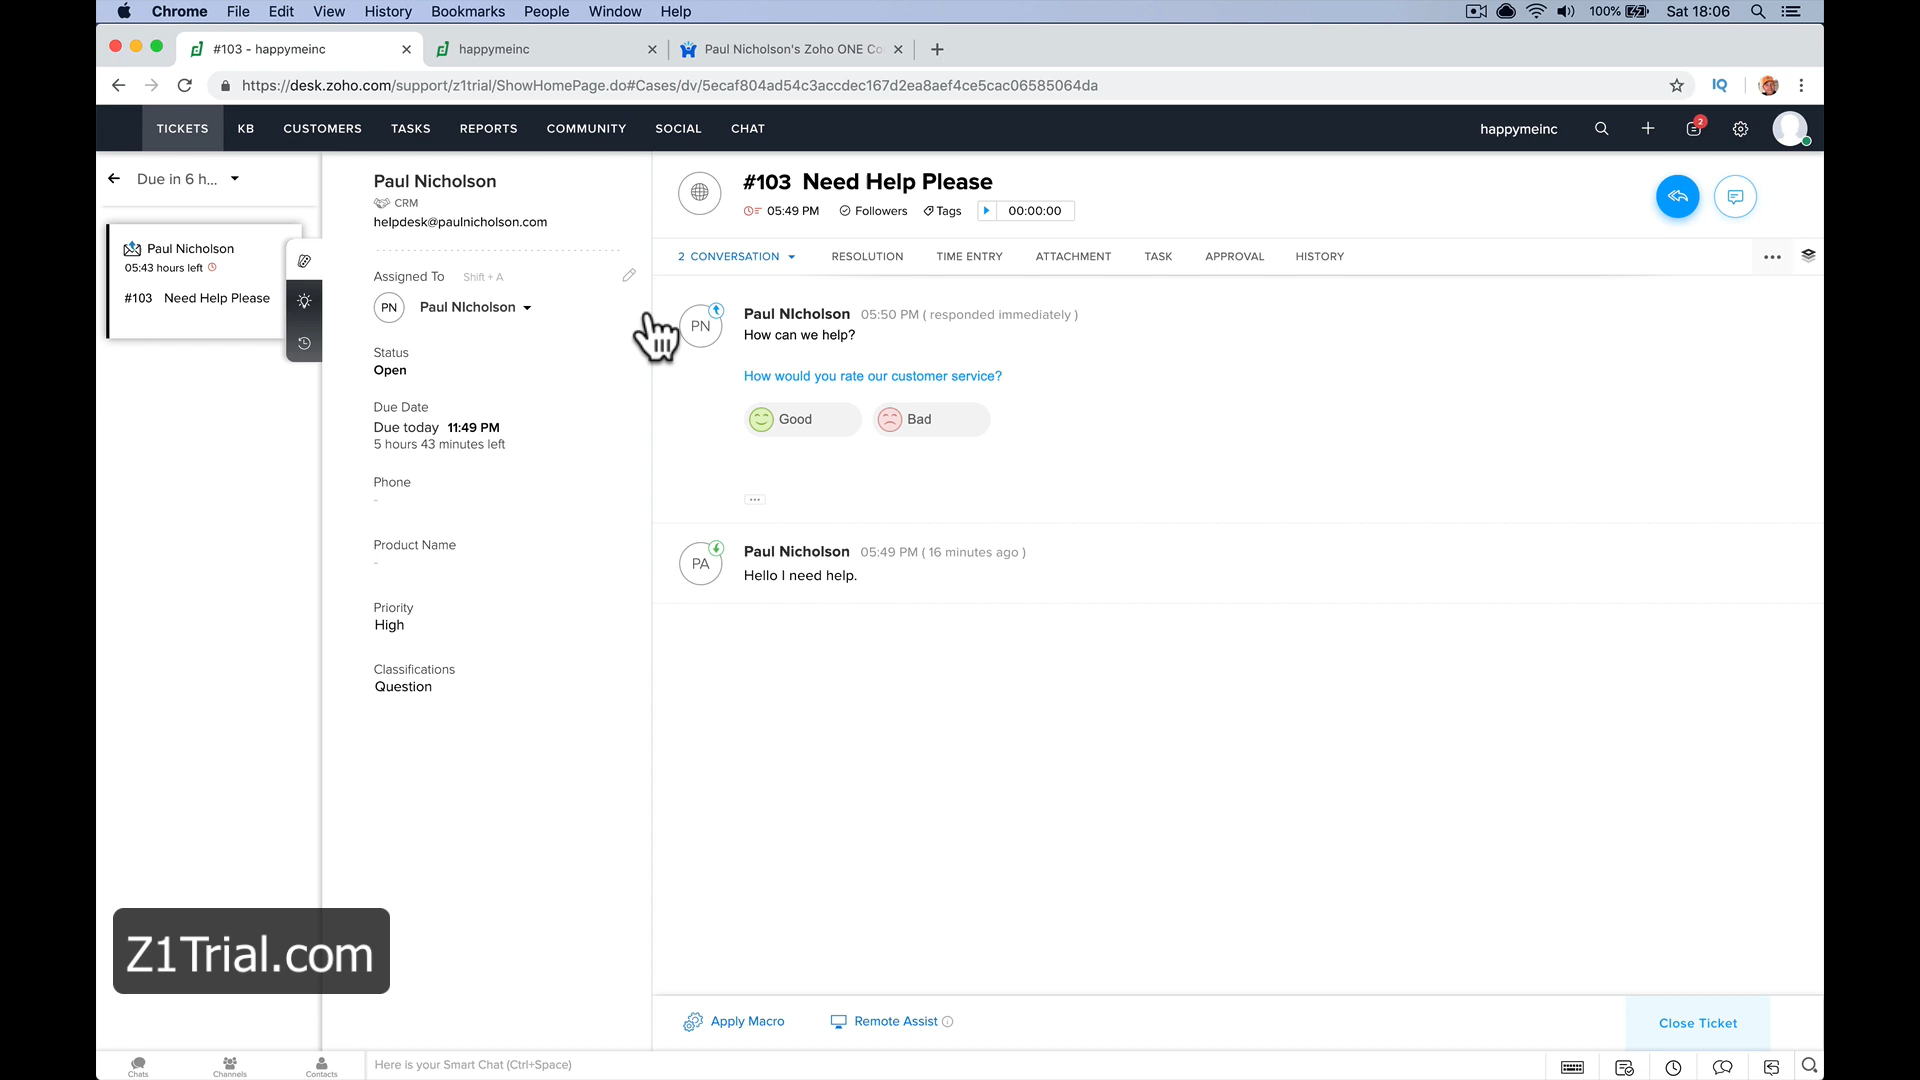 Chrome File Edit View History Bookmarks People Window Help 100% Sat 18:06
#103 - happymeinc happymeinc Paul Nicholson's Zoho ONE Co
https://desk.zoho.com/support/z1trial/ShowHomePage.do#Cases/dv/5ecaf804ad54c3accdec167d2ea8aef4ce5cac06585064da IQ
TICKETS KB CUSTOMERS TASKS REPORTS COMMUNITY SOCIAL CHAT happymeinc 2
Due in 6 h...
Paul Nicholson
05:43 hours left
#103 Need Help Please
Paul Nicholson
CRM
helpdesk@paulnicholson.com
Assigned To Shift + A
PN Paul NIcholson
Status
Open
Due Date
Due today 11:49 PM
5 hours 43 minutes left
Phone
-
Product Name
-
Priority
High
Classifications
Question
#103 Need Help Please
05:49 PM Followers Tags 00:00:00
2 CONVERSATION RESOLUTION TIME ENTRY ATTACHMENT TASK APPROVAL HISTORY
PN Paul NIcholson 05:50 PM ( responded immediately )
How can we help?
How would you rate our customer service?
Good Bad
PA Paul Nicholson 05:49 PM ( 16 minutes ago )
Hello I need help.
Z1Trial.com
Apply Macro Remote Assist Close Ticket
Chats Channels Contacts Here is your Smart Chat (Ctrl+Space)